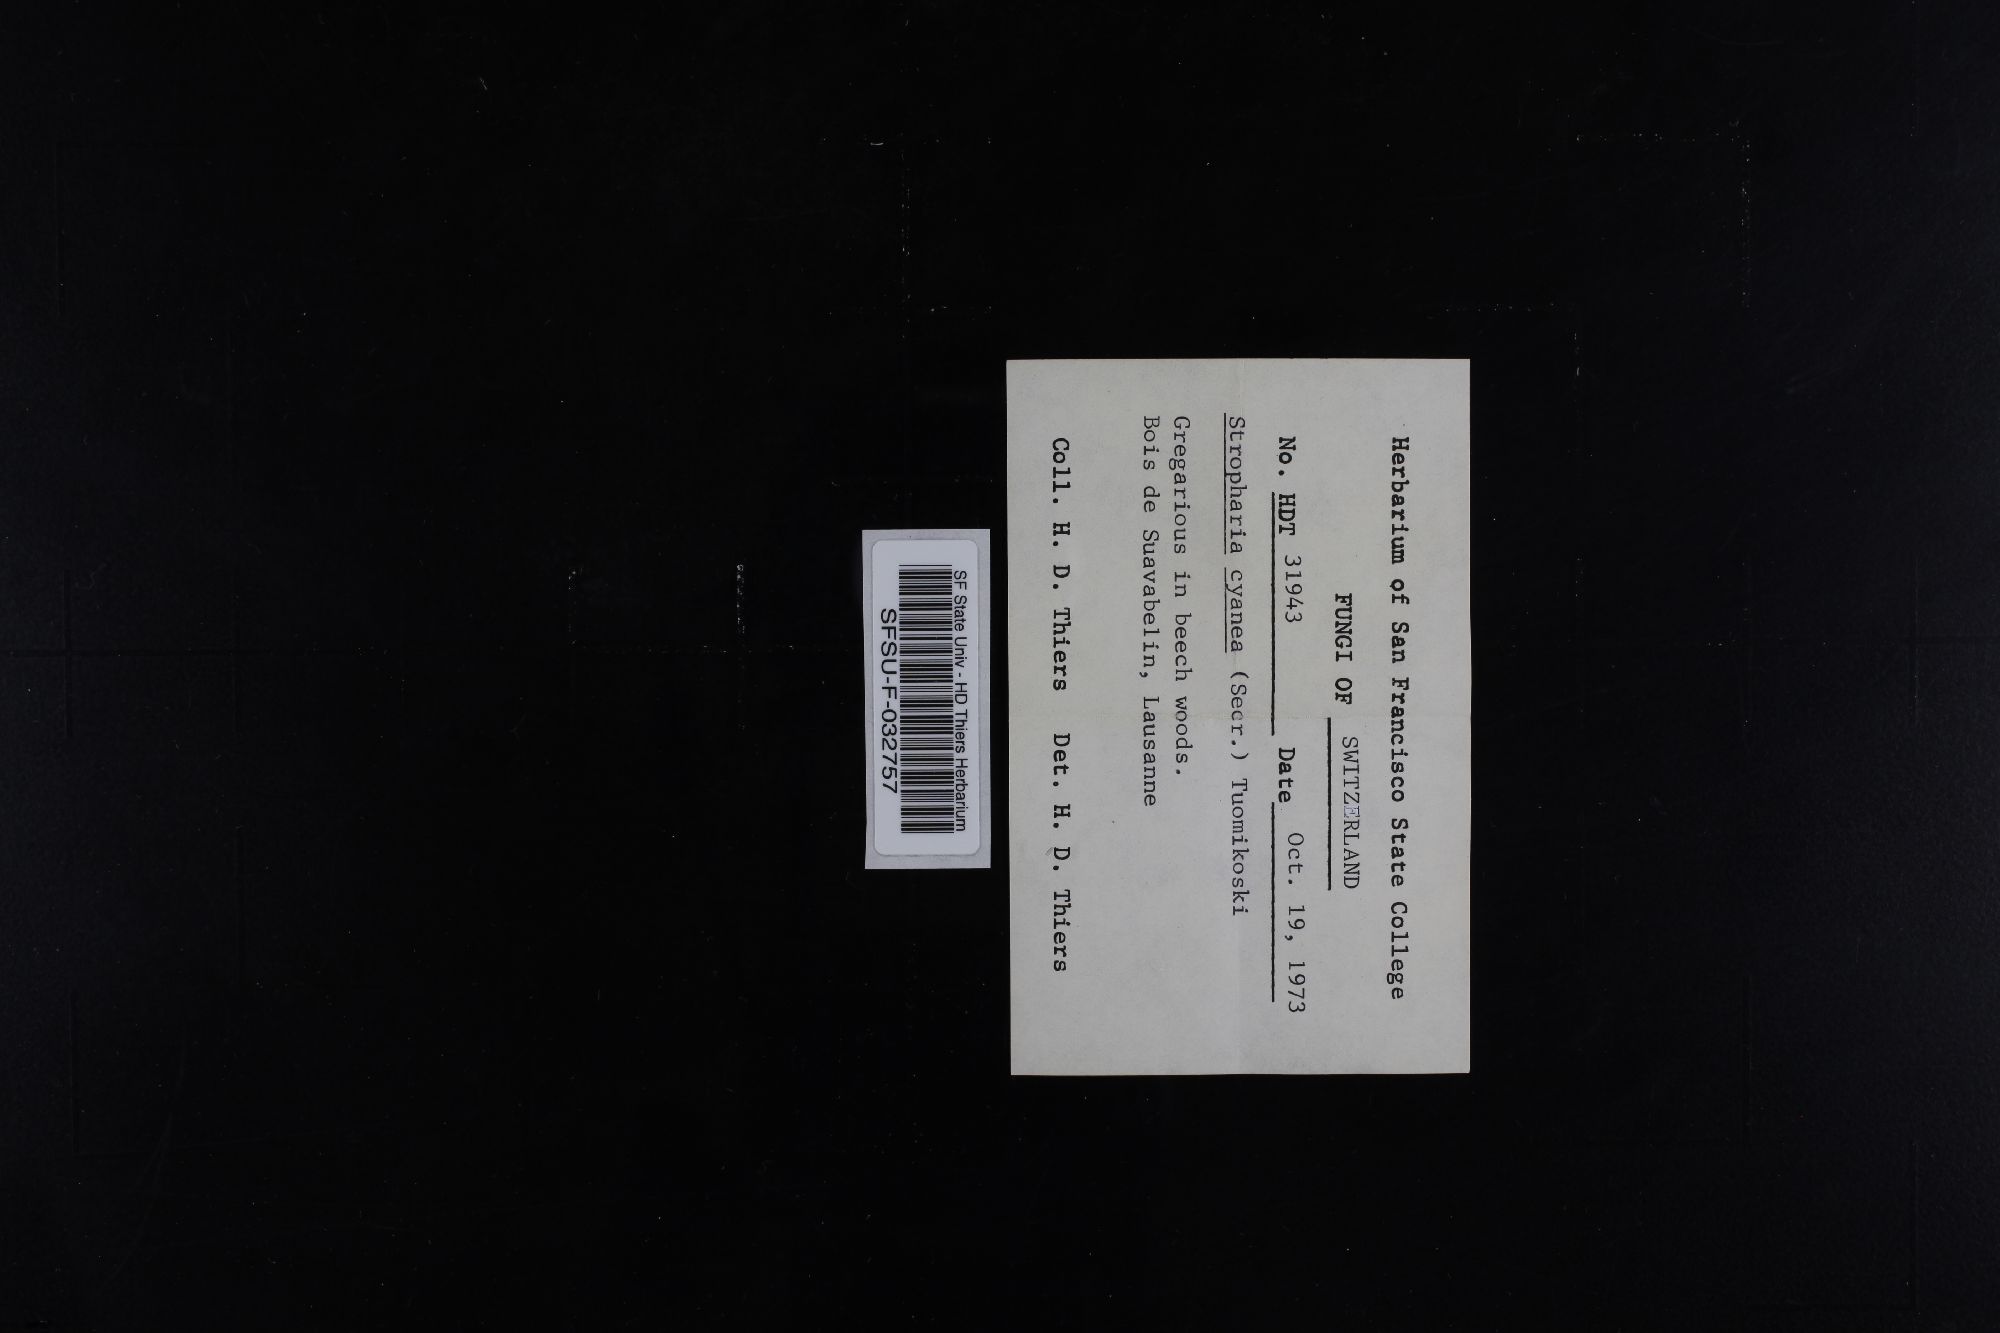 Herbarium of San Francisco State College
FUNGI OF SWITZERLAND
No. HDT 31943 Date Oct. 19, 1973
Stropharia cyanea (Secr.) Tuomikoski
Gregarious in beech woods.
Bois de Suavabelin, Lausanne
Coll. H. D. Thiers Det. H. D. Thiers
SF State Univ - HD Thiers Herbarium
SFSU-F-032757